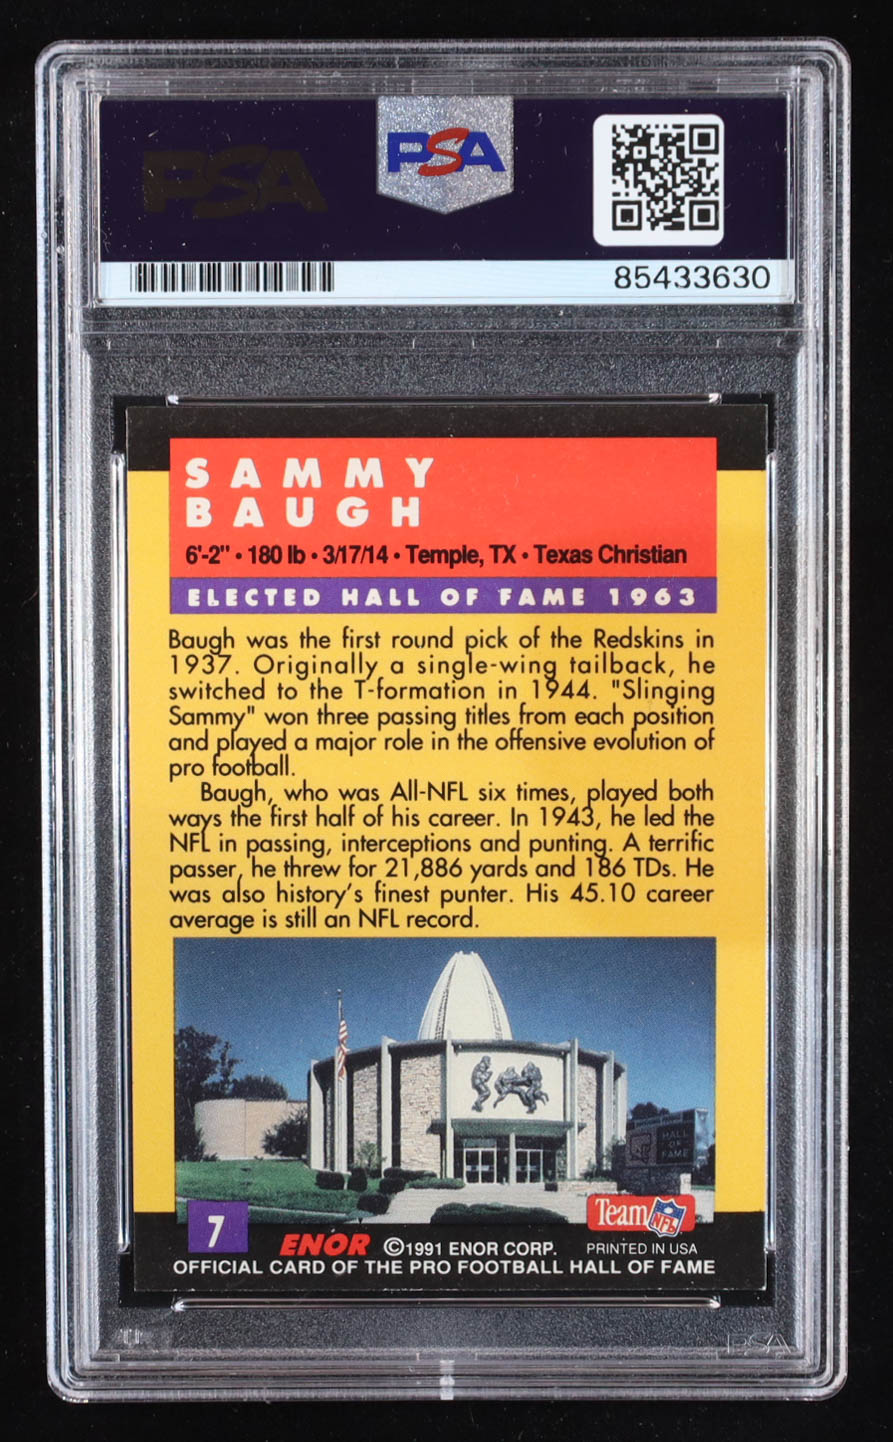 PSA
PSA
85433630
SAMMY
BAUGH
6'-2" • 180 lb • 3/17/14 • Temple, TX • Texas Christian
ELECTED HALL OF FAME 1963
Baugh was the first round pick of the Redskins in
1937. Originally a single-wing tailback, he
switched to the T-formation in 1944. "Slinging
Sammy" won three passing titles from each position
and played a major role in the offensive evolution of
pro football.
Baugh, who was All-NFL six times, played both
ways the first half of his career. In 1943, he led the
NFL in passing, interceptions and punting. A terrific
passer, he threw for 21,886 yards and 186 TDs. He
was also history's finest punter. His 45.10 career
average is still an NFL record.
HALL
OF
FAME
Team NFL
7
ENOR ©1991 ENOR CORP. PRINTED IN USA
OFFICIAL CARD OF THE PRO FOOTBALL HALL OF FAME
PSA